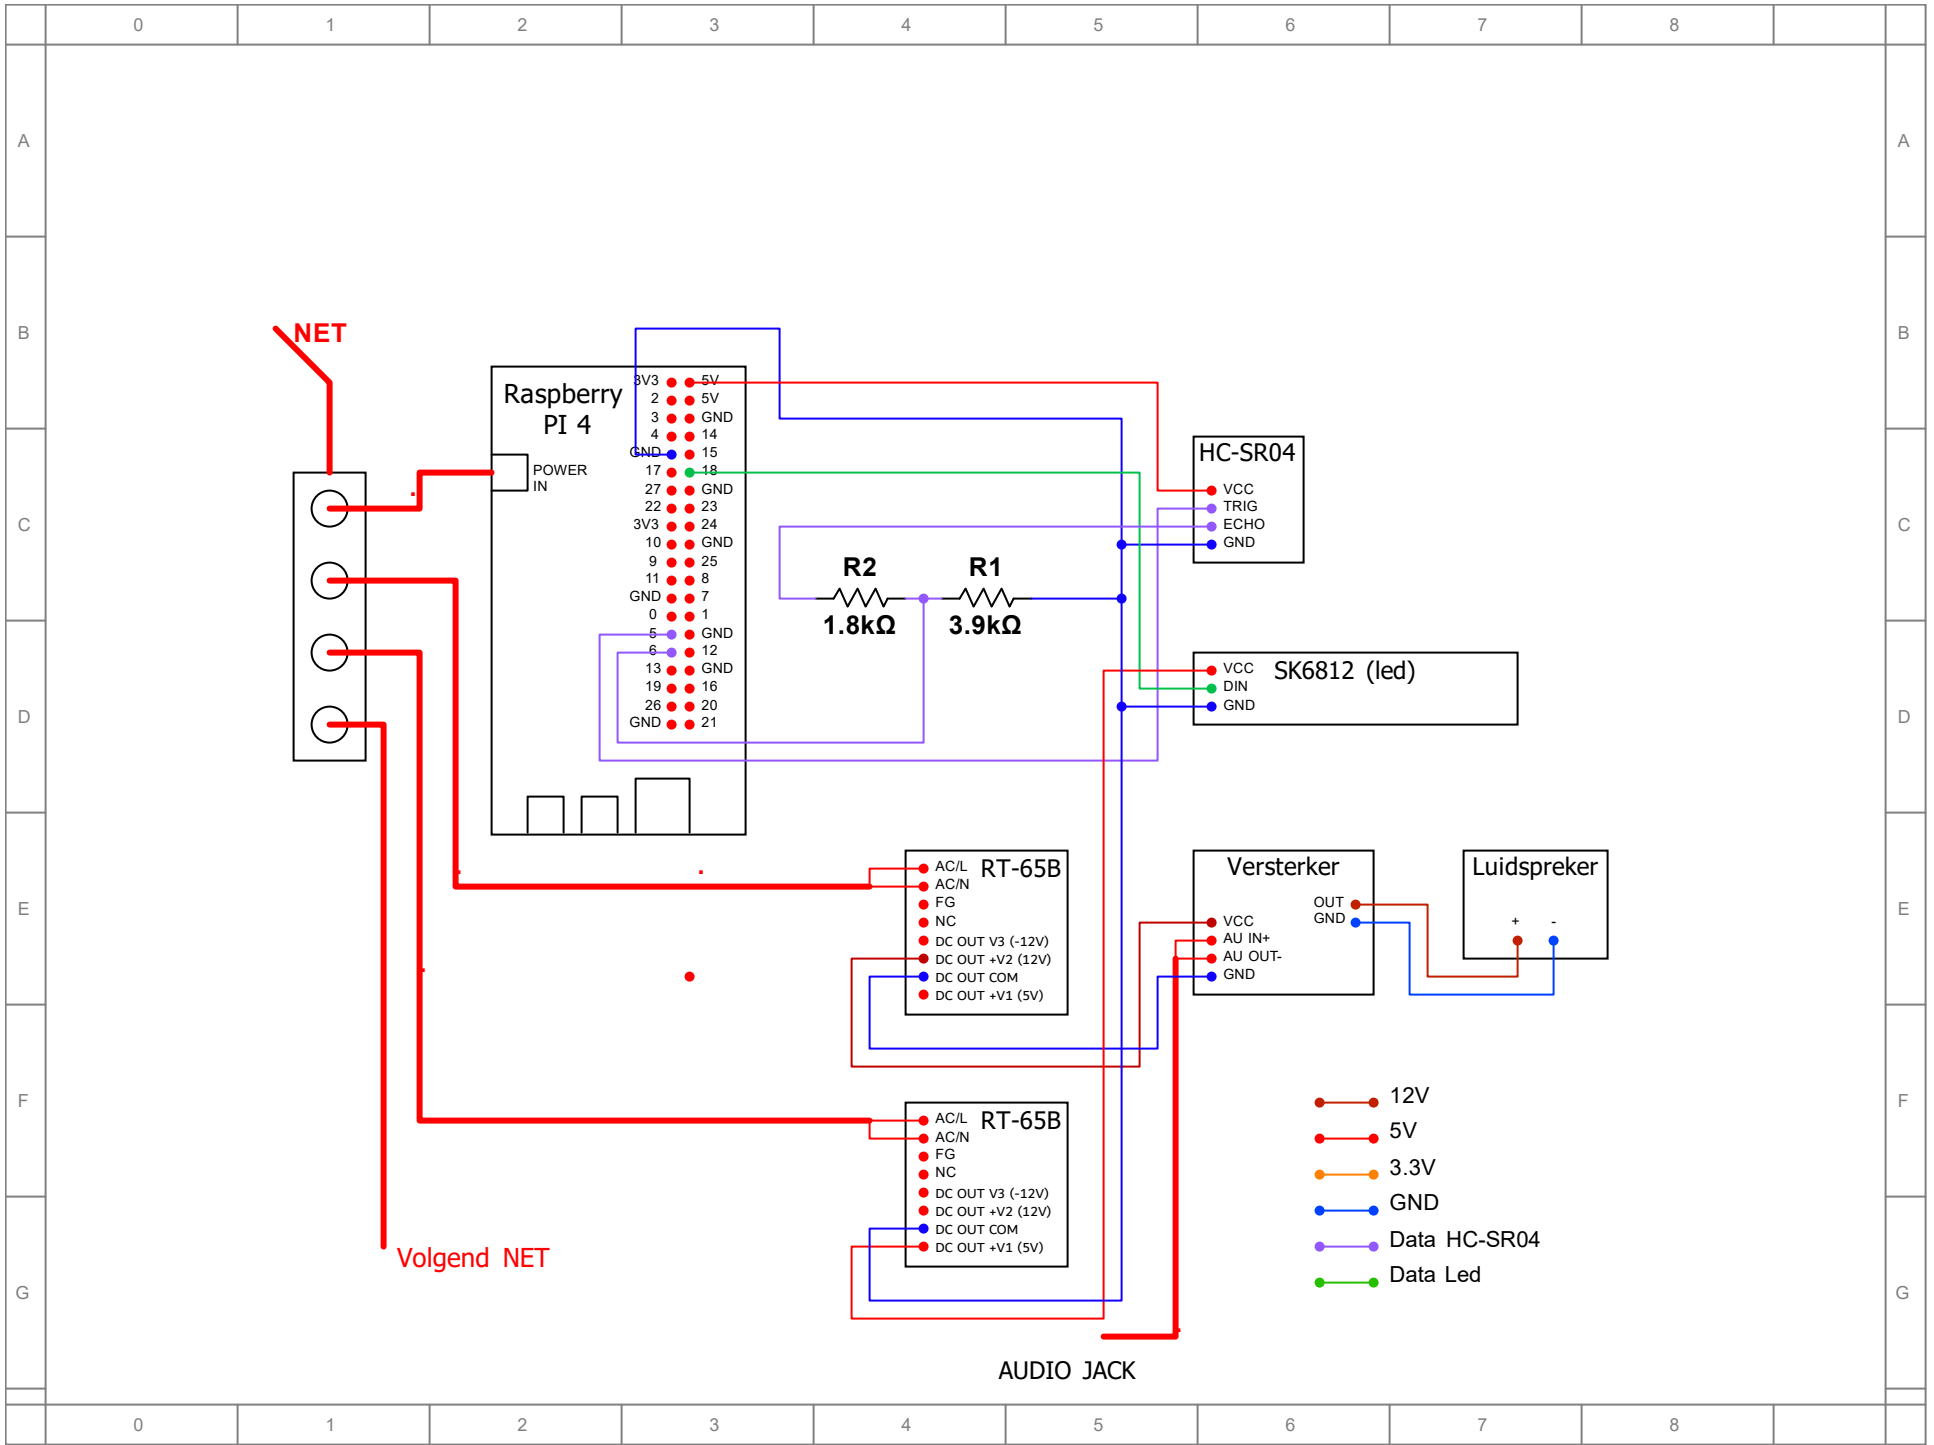 0 1 2 3 4 5 6 7 8
A A
B B
NET
Raspberry
PI 4
POWER
IN
3V3 5V
2 5V
3 GND
4 14
GND 15
17 18
27 GND
22 23
3V3 24
10 GND
9 25
11 8
GND 7
0 1
5 GND
6 12
13 GND
19 16
26 20
GND 21
C C
HC-SR04
VCC
TRIG
ECHO
GND
R2 R1
1.8kΩ 3.9kΩ
D D
SK6812 (led)
VCC
DIN
GND
E E
RT-65B
AC/L
AC/N
FG
NC
DC OUT V3 (-12V)
DC OUT +V2 (12V)
DC OUT COM
DC OUT +V1 (5V)
Versterker
OUT
GND
VCC
AU IN+
AU OUT-
GND
Luidspreker
+ -
F F
RT-65B
AC/L
AC/N
FG
NC
DC OUT V3 (-12V)
DC OUT +V2 (12V)
DC OUT COM
DC OUT +V1 (5V)
12V
5V
3.3V
GND
Data HC-SR04
Data Led
Volgend NET
G G
AUDIO JACK
0 1 2 3 4 5 6 7 8